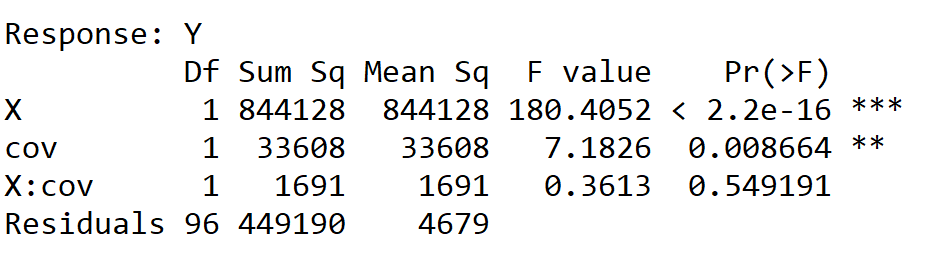 Response: Y
Df Sum Sq Mean Sq F value Pr(>F)
X 1 844128 844128 180.4052 < 2.2e-16 ***
cov 1 33608 33608 7.1826 0.008664 **
X:cov 1 1691 1691 0.3613 0.549191
Residuals 96 449190 4679